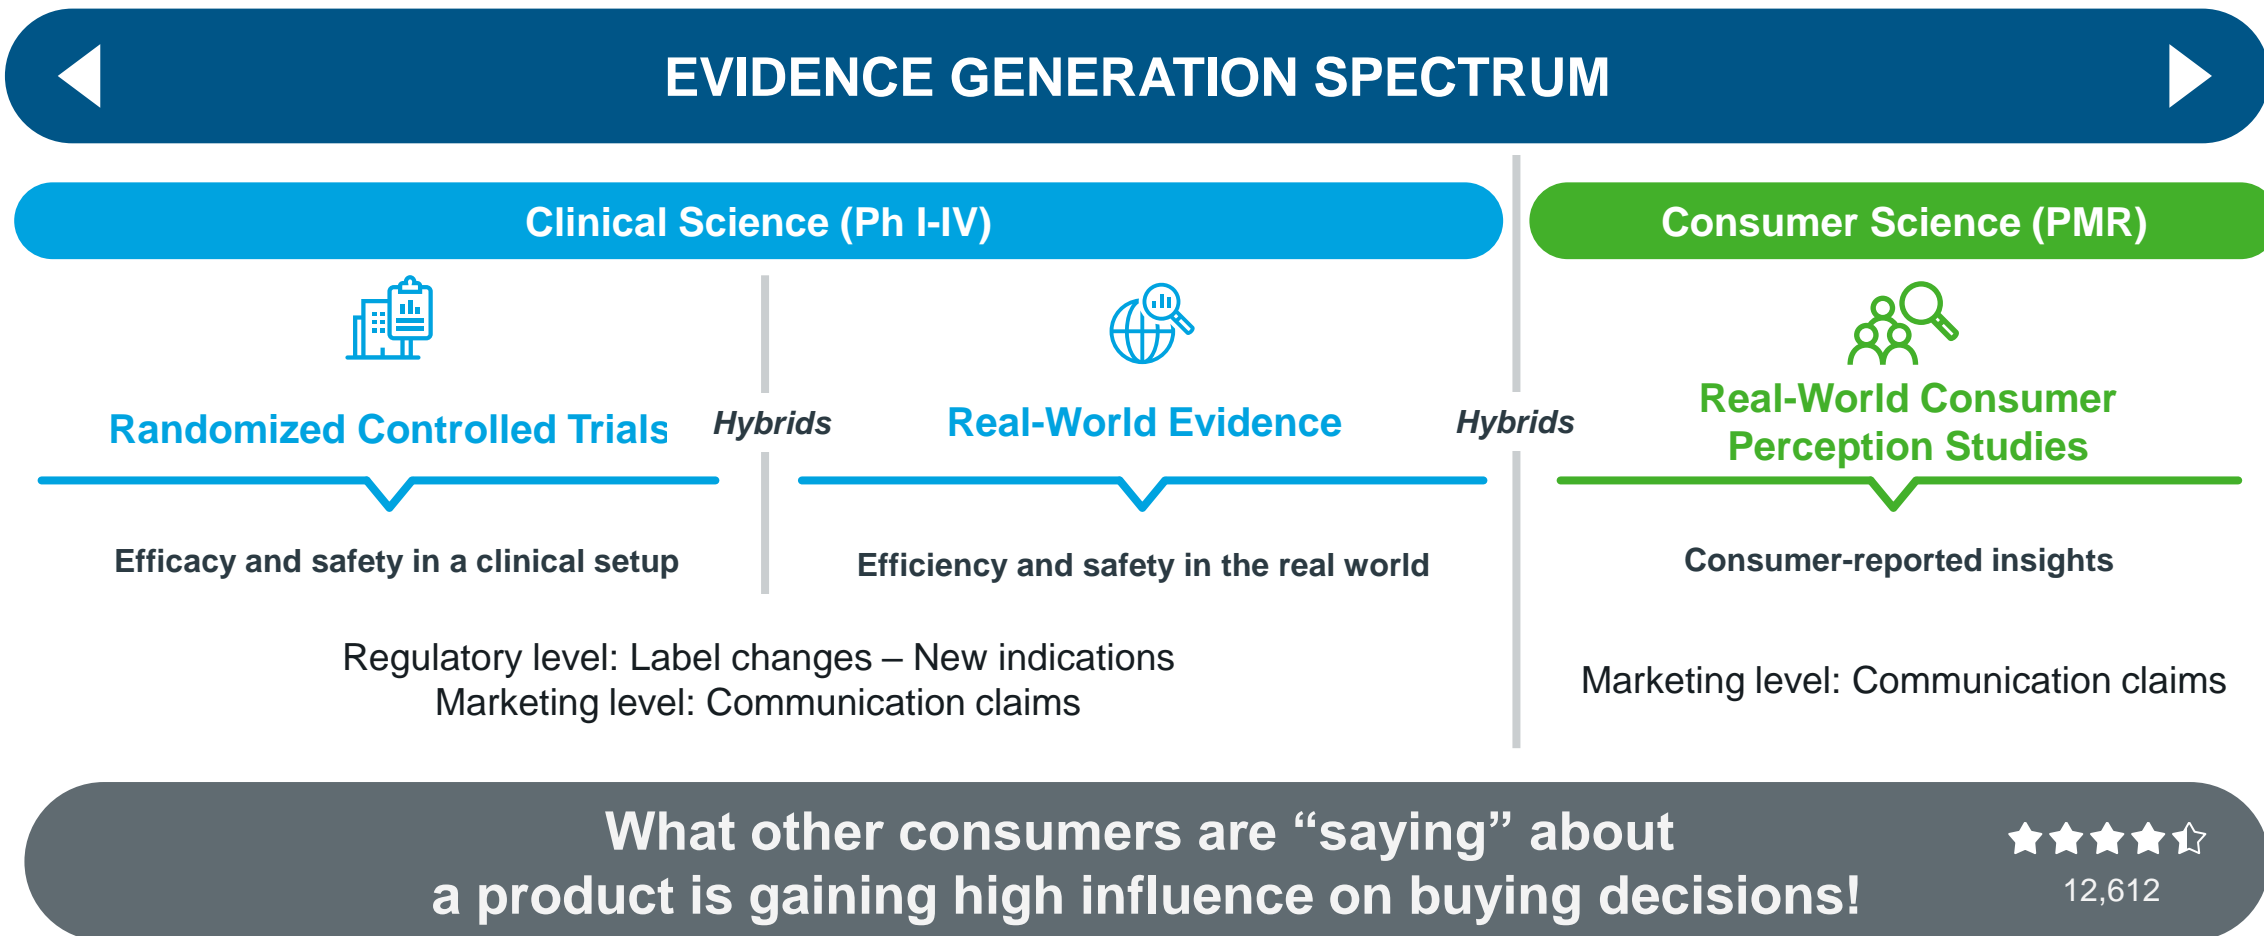 EVIDENCE GENERATION SPECTRUM
Clinical Science (Ph I-IV)
Consumer Science (PMR)
Randomized Controlled Trials
Hybrids
Real-World Evidence
Hybrids
Real-World Consumer
Perception Studies
Efficacy and safety in a clinical setup
Efficiency and safety in the real world
Consumer-reported insights
Regulatory level: Label changes – New indications
Marketing level: Communication claims
Marketing level: Communication claims
What other consumers are “saying” about
a product is gaining high influence on buying decisions!
12,612